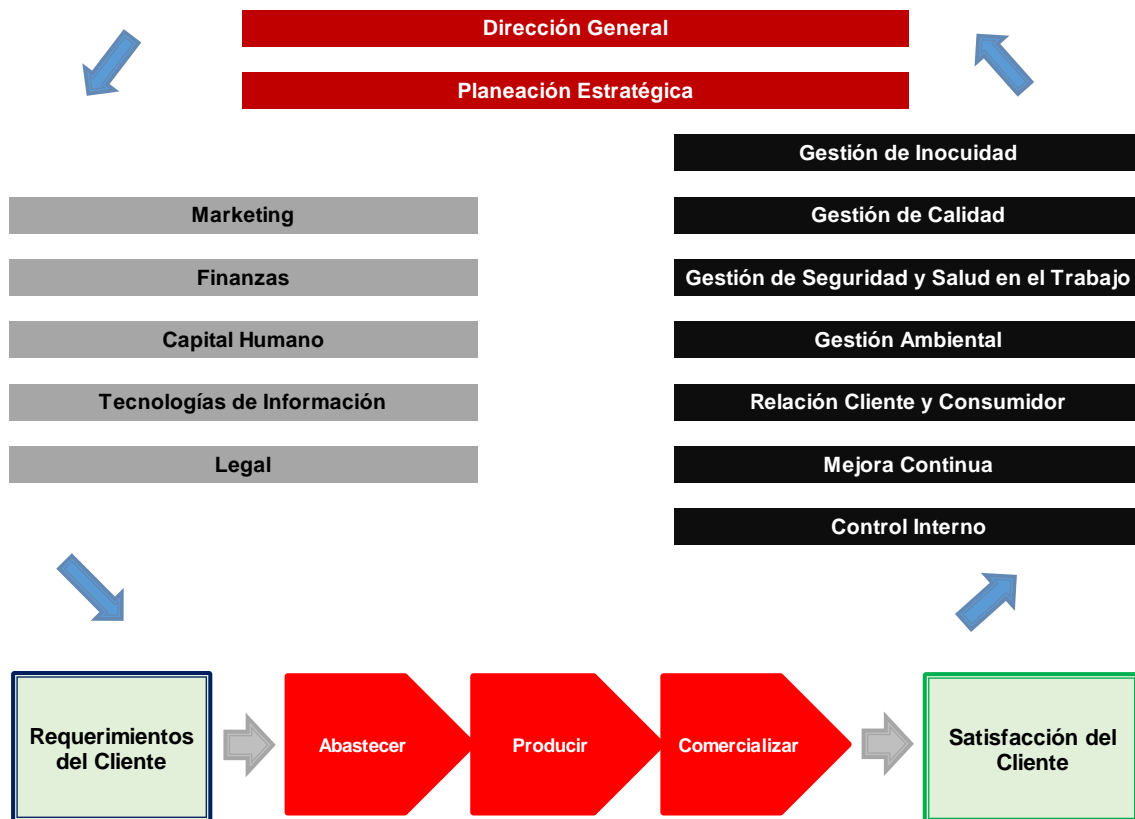 Dirección General
Planeación Estratégica
Gestión de Inocuidad
Marketing
Gestión de Calidad
Finanzas
Gestión de Seguridad y Salud en el Trabajo
Capital Humano
Gestión Ambiental
Tecnologías de Información
Relación Cliente y Consumidor
Legal
Mejora Continua
Control Interno
Requerimientos
del Cliente
Abastecer
Producir
Comercializar
Satisfacción del
Cliente